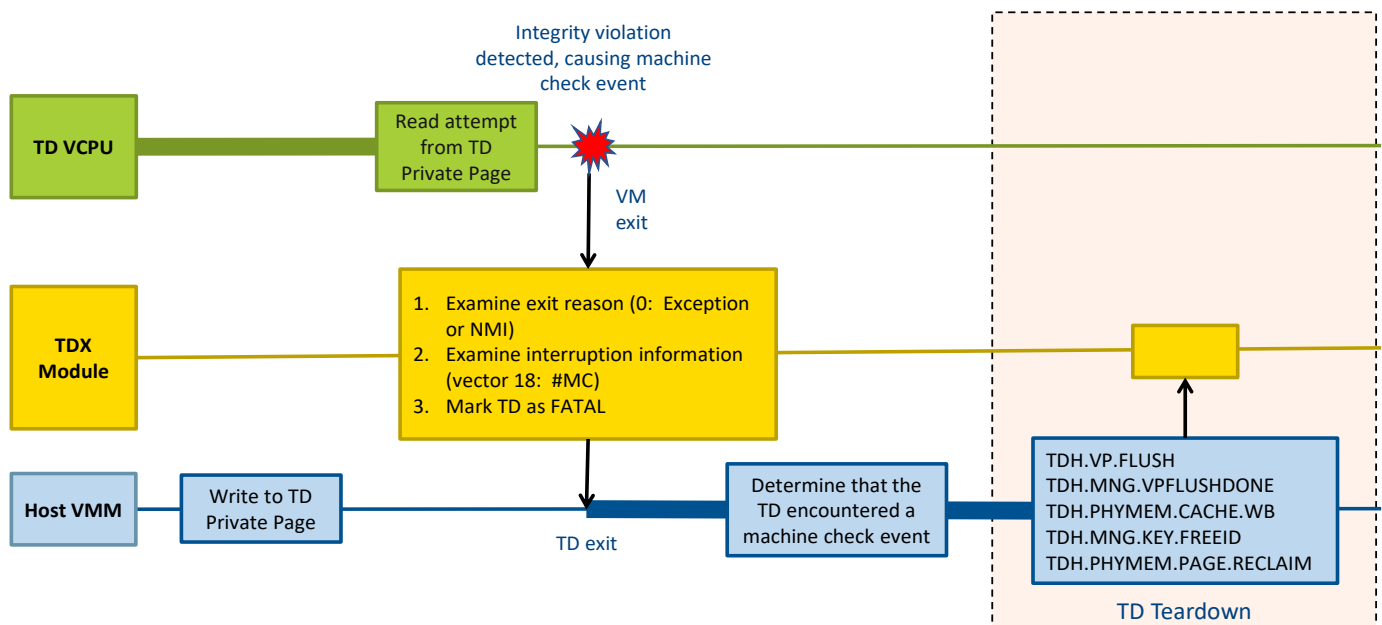 Integrity violation
detected, causing machine
check event
TD VCPU
Read attempt
from TD
Private Page
VM
exit
TDX
Module
1. Examine exit reason (0: Exception
or NMI)
2. Examine interruption information
(vector 18: #MC)
3. Mark TD as FATAL
Host VMM
Write to TD
Private Page
TD exit
Determine that the
TD encountered a
machine check event
TDH.VP.FLUSH
TDH.MNG.VPFLUSHDONE
TDH.PHYMEM.CACHE.WB
TDH.MNG.KEY.FREEID
TDH.PHYMEM.PAGE.RECLAIM
TD Teardown